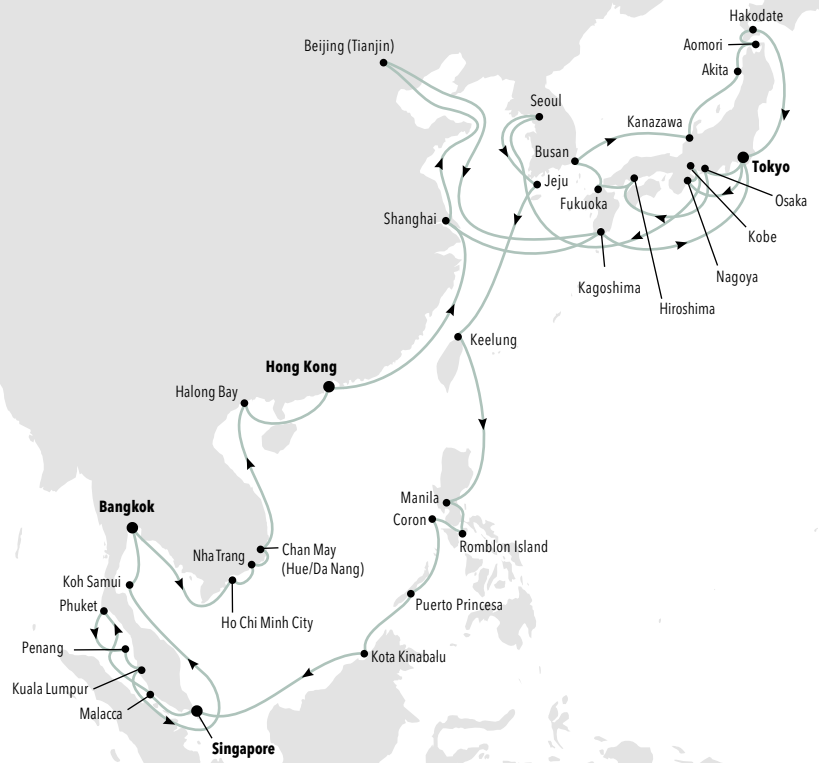 Hakodate
Aomori
Beijing (Tianjin)
Akita
Seoul
Kanazawa
Busan
Tokyo
Jeju
Osaka
Fukuoka
Shanghai
Kobe
Nagoya
Kagoshima
Hiroshima
Keelung
Hong Kong
Halong Bay
Manila
Bangkok
Coron
Romblon Island
Nha Trang
Chan May
(Hue/Da Nang)
Koh Samui
Phuket
Puerto Princesa
Ho Chi Minh City
Penang
Kota Kinabalu
Kuala Lumpur
Malacca
Singapore